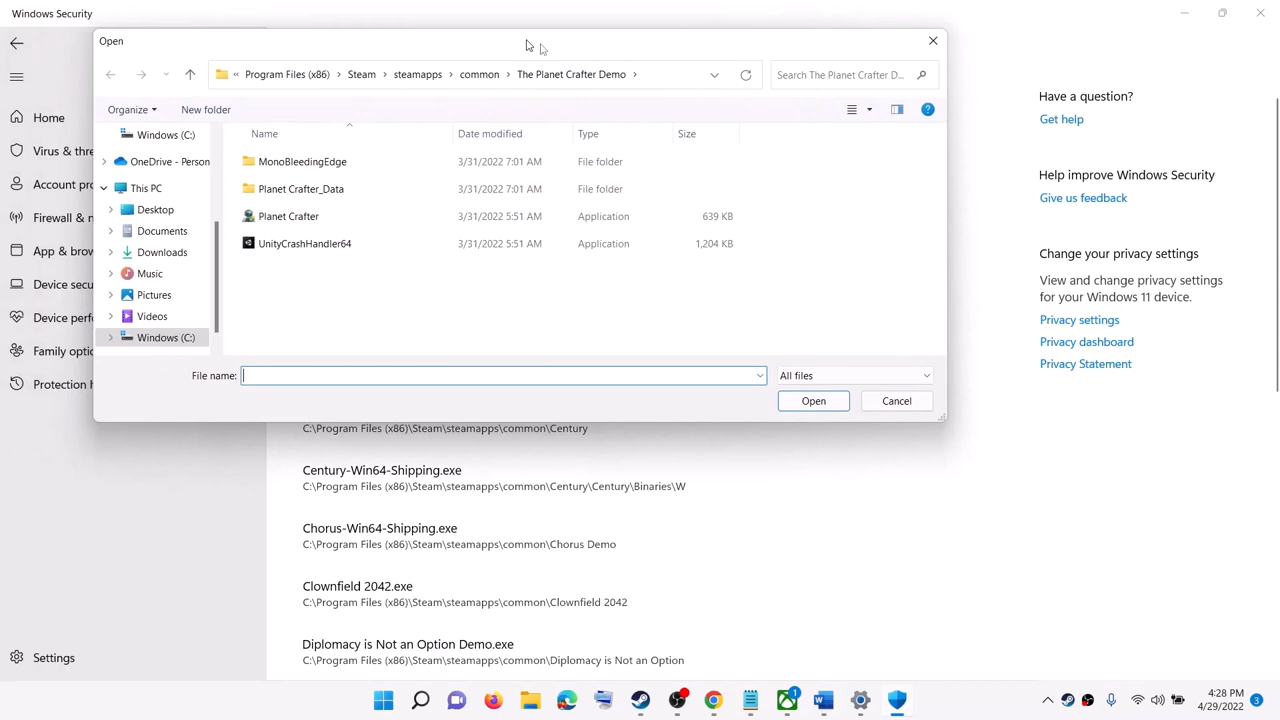 Windows Security
Open
« Program Files (x86) › Steam › steamapps › common › The Planet Crafter Demo ›
Search The Planet Crafter D...
Organize
New folder
Windows (C:)
OneDrive - Person
This PC
Desktop
Documents
Downloads
Music
Pictures
Videos
Windows (C:)
Name Date modified Type Size
MonoBleedingEdge 3/31/2022 7:01 AM File folder
Planet Crafter_Data 3/31/2022 7:01 AM File folder
Planet Crafter 3/31/2022 5:51 AM Application 639 KB
UnityCrashHandler64 3/31/2022 5:51 AM Application 1,204 KB
File name:
All files
Open
Cancel
Home
Virus & thre
Account pro
Firewall & n
App & brow
Device secu
Device perf
Family optio
Protection h
Settings
C:\Program Files (x86)\Steam\steamapps\common\Century
Century-Win64-Shipping.exe
C:\Program Files (x86)\Steam\steamapps\common\Century\Century\Binaries\W
Chorus-Win64-Shipping.exe
C:\Program Files (x86)\Steam\steamapps\common\Chorus Demo
Clownfield 2042.exe
C:\Program Files (x86)\Steam\steamapps\common\Clownfield 2042
Diplomacy is Not an Option Demo.exe
C:\Program Files (x86)\Steam\steamapps\common\Diplomacy is Not an Option
Have a question?
Get help
Help improve Windows Security
Give us feedback
Change your privacy settings
View and change privacy settings
for your Windows 11 device.
Privacy settings
Privacy dashboard
Privacy Statement
1
4:28 PM
4/29/2022
3